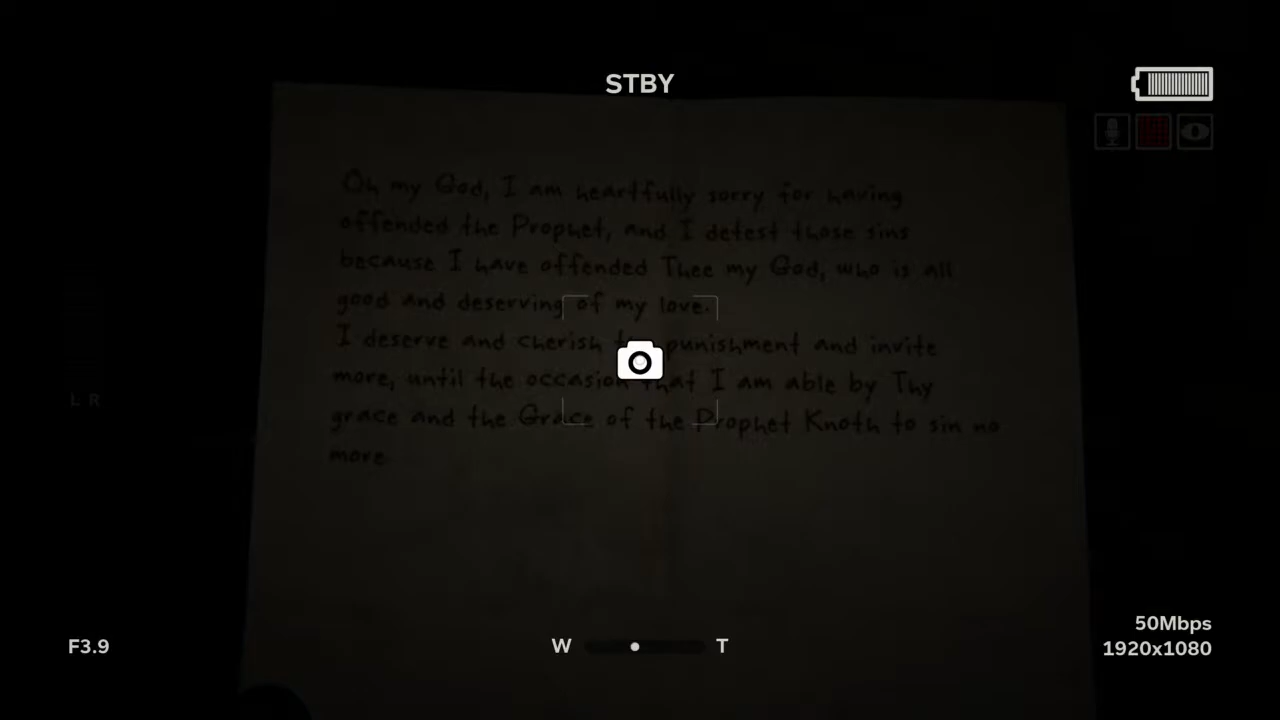 STBY
Oh my God, I am heartfully sorry for having
offended the Prophet, and I detest those sins
because I have offended Thee my God, who is all
good and deserving of my love.
I deserve and cherish punishment and invite
more, until the occasion that I am able by Thy
grace and the Grace of the Prophet Knoth to sin no
more
L R
F3.9
W T
50Mbps
1920x1080